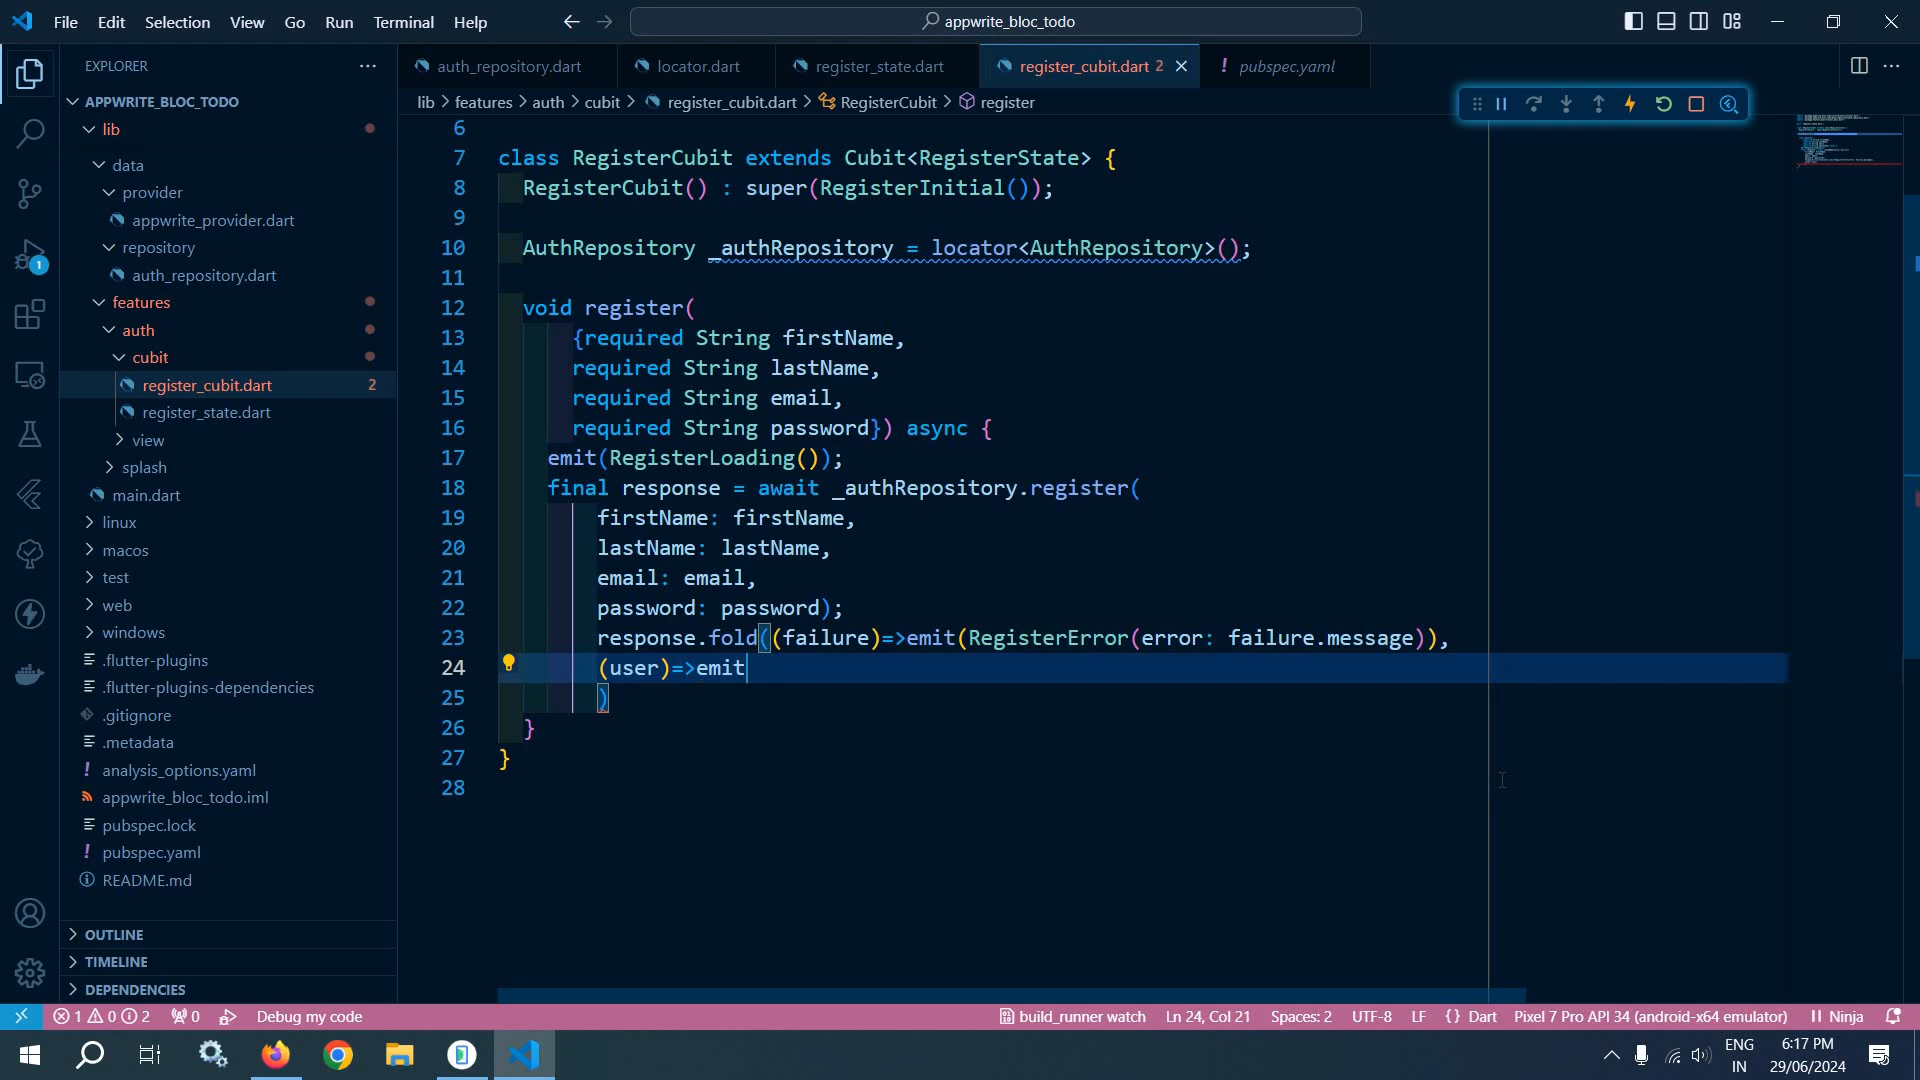 File Edit Selection View Go Run Terminal Help
appwrite_bloc_todo
EXPLORER
APPWRITE_BLOC_TODO
lib
data
provider
appwrite_provider.dart
repository
auth_repository.dart
features
auth
cubit
register_cubit.dart 2
register_state.dart
view
splash
main.dart
linux
macos
test
web
windows
.flutter-plugins
.flutter-plugins-dependencies
.gitignore
.metadata
analysis_options.yaml
appwrite_bloc_todo.iml
pubspec.lock
pubspec.yaml
README.md
OUTLINE
TIMELINE
DEPENDENCIES
1
auth_repository.dart locator.dart register_state.dart register_cubit.dart 2 pubspec.yaml
lib > features > auth > cubit > register_cubit.dart > RegisterCubit > register
6
7 class RegisterCubit extends Cubit<RegisterState> {
8 RegisterCubit() : super(RegisterInitial());
9
10 AuthRepository _authRepository = locator<AuthRepository>();
11
12 void register(
13 {required String firstName,
14 required String lastName,
15 required String email,
16 required String password}) async {
17 emit(RegisterLoading());
18 final response = await _authRepository.register(
19 firstName: firstName,
20 lastName: lastName,
21 email: email,
22 password: password);
23 response.fold((failure)=>emit(RegisterError(error: failure.message)),
24 (user)=>emit
25 )
26 }
27 }
28
1 0 2 0 Debug my code build_runner watch Ln 24, Col 21 Spaces: 2 UTF-8 LF {} Dart Pixel 7 Pro API 34 (android-x64 emulator) Ninja
ENG
IN
6:17 PM
29/06/2024